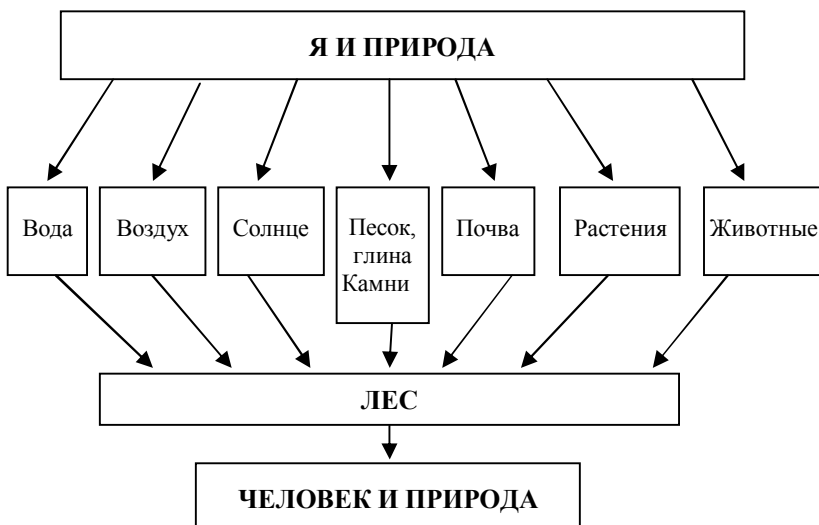 Я И ПРИРОДА
Вода
Воздух
Солнце
Песок,
глина
Камни
Почва
Растения
Животные
ЛЕС
ЧЕЛОВЕК И ПРИРОДА